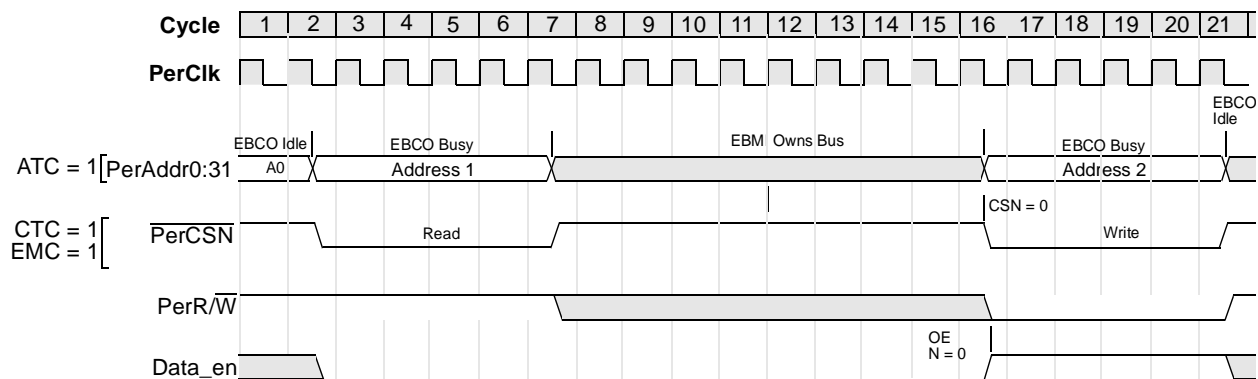 Cycle 1 2 3 4 5 6 7 8 9 10 11 12 13 14 15 16 17 18 19 20 21
PerClk
EBCO Idle EBCO Busy EBM Owns Bus EBCO Busy EBCO Idle
ATC = 1 PerAddr0:31 A0 Address 1 Address 2
CSN = 0
CTC = 1
EMC = 1
PerCSN Read Write
PerR/W
OE
N = 0
Data_en